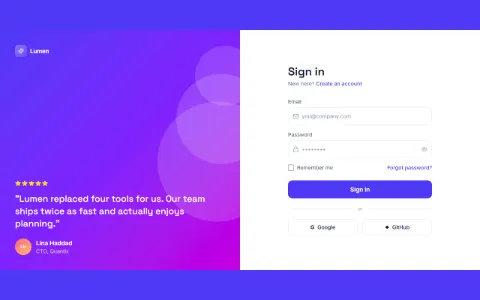 Lumen
"Lumen replaced four tools for us. Our team
ships twice as fast and actually enjoys
planning."
Lina Haddad
CTO, Quanta
Sign in
New here? Create an account
Email
you@company.com
Password
Remember me
Forgot password?
Sign in
or
G Google
GitHub